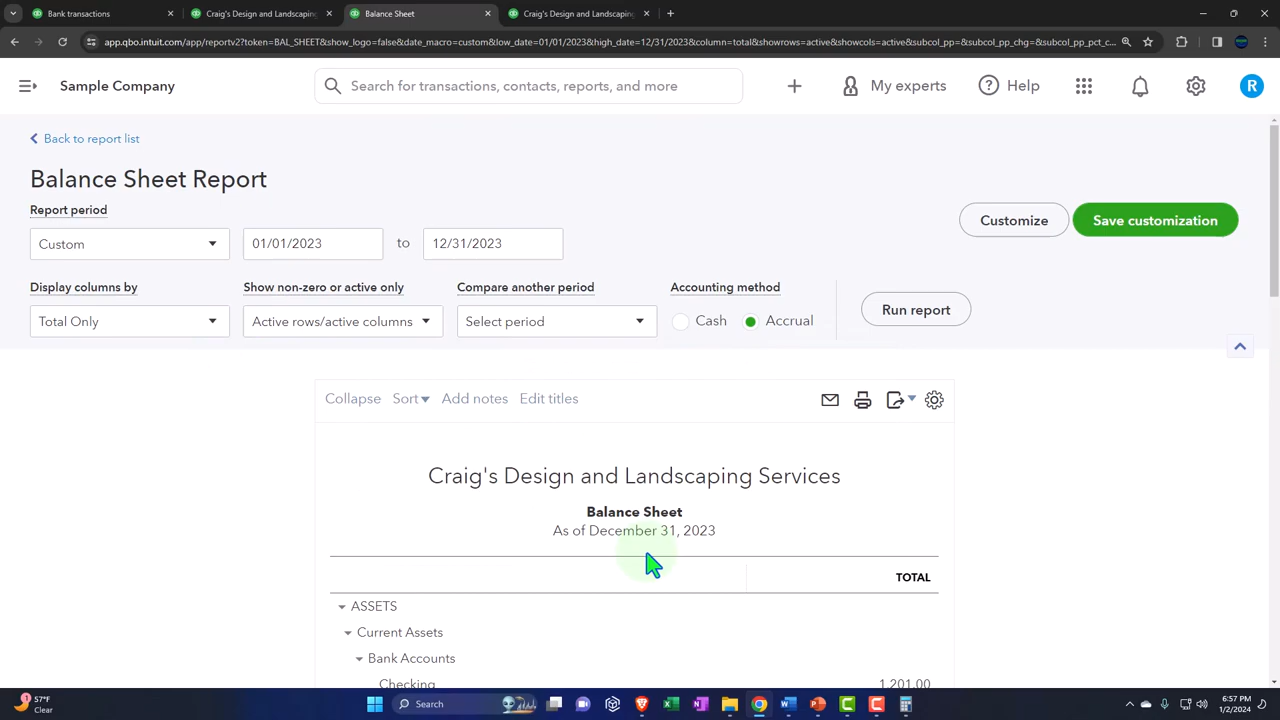 Bank transactions
Craig's Design and Landscaping
Balance Sheet
Craig's Design and Landscaping
app.qbo.intuit.com/app/reportv2?token=BAL_SHEET&show_logo=false&date_macro=custom&low_date=01/01/2023&high_date=12/31/2023&column=total&showrows=active&showcols=active&subcol_pp=&subcol_pp_chg=&subcol_pp_pct_c...
Sample Company
Search for transactions, contacts, reports, and more
My experts
Help
R
Back to report list
Balance Sheet Report
Report period
Custom
01/01/2023
to
12/31/2023
Customize
Save customization
Display columns by
Show non-zero or active only
Compare another period
Accounting method
Total Only
Active rows/active columns
Select period
Cash
Accrual
Run report
Collapse
Sort
Add notes
Edit titles
Craig's Design and Landscaping Services
Balance Sheet
As of December 31, 2023
TOTAL
ASSETS
Current Assets
Bank Accounts
Checking
1,201.00
57°F
Clear
Search
6:57 PM
1/2/2024